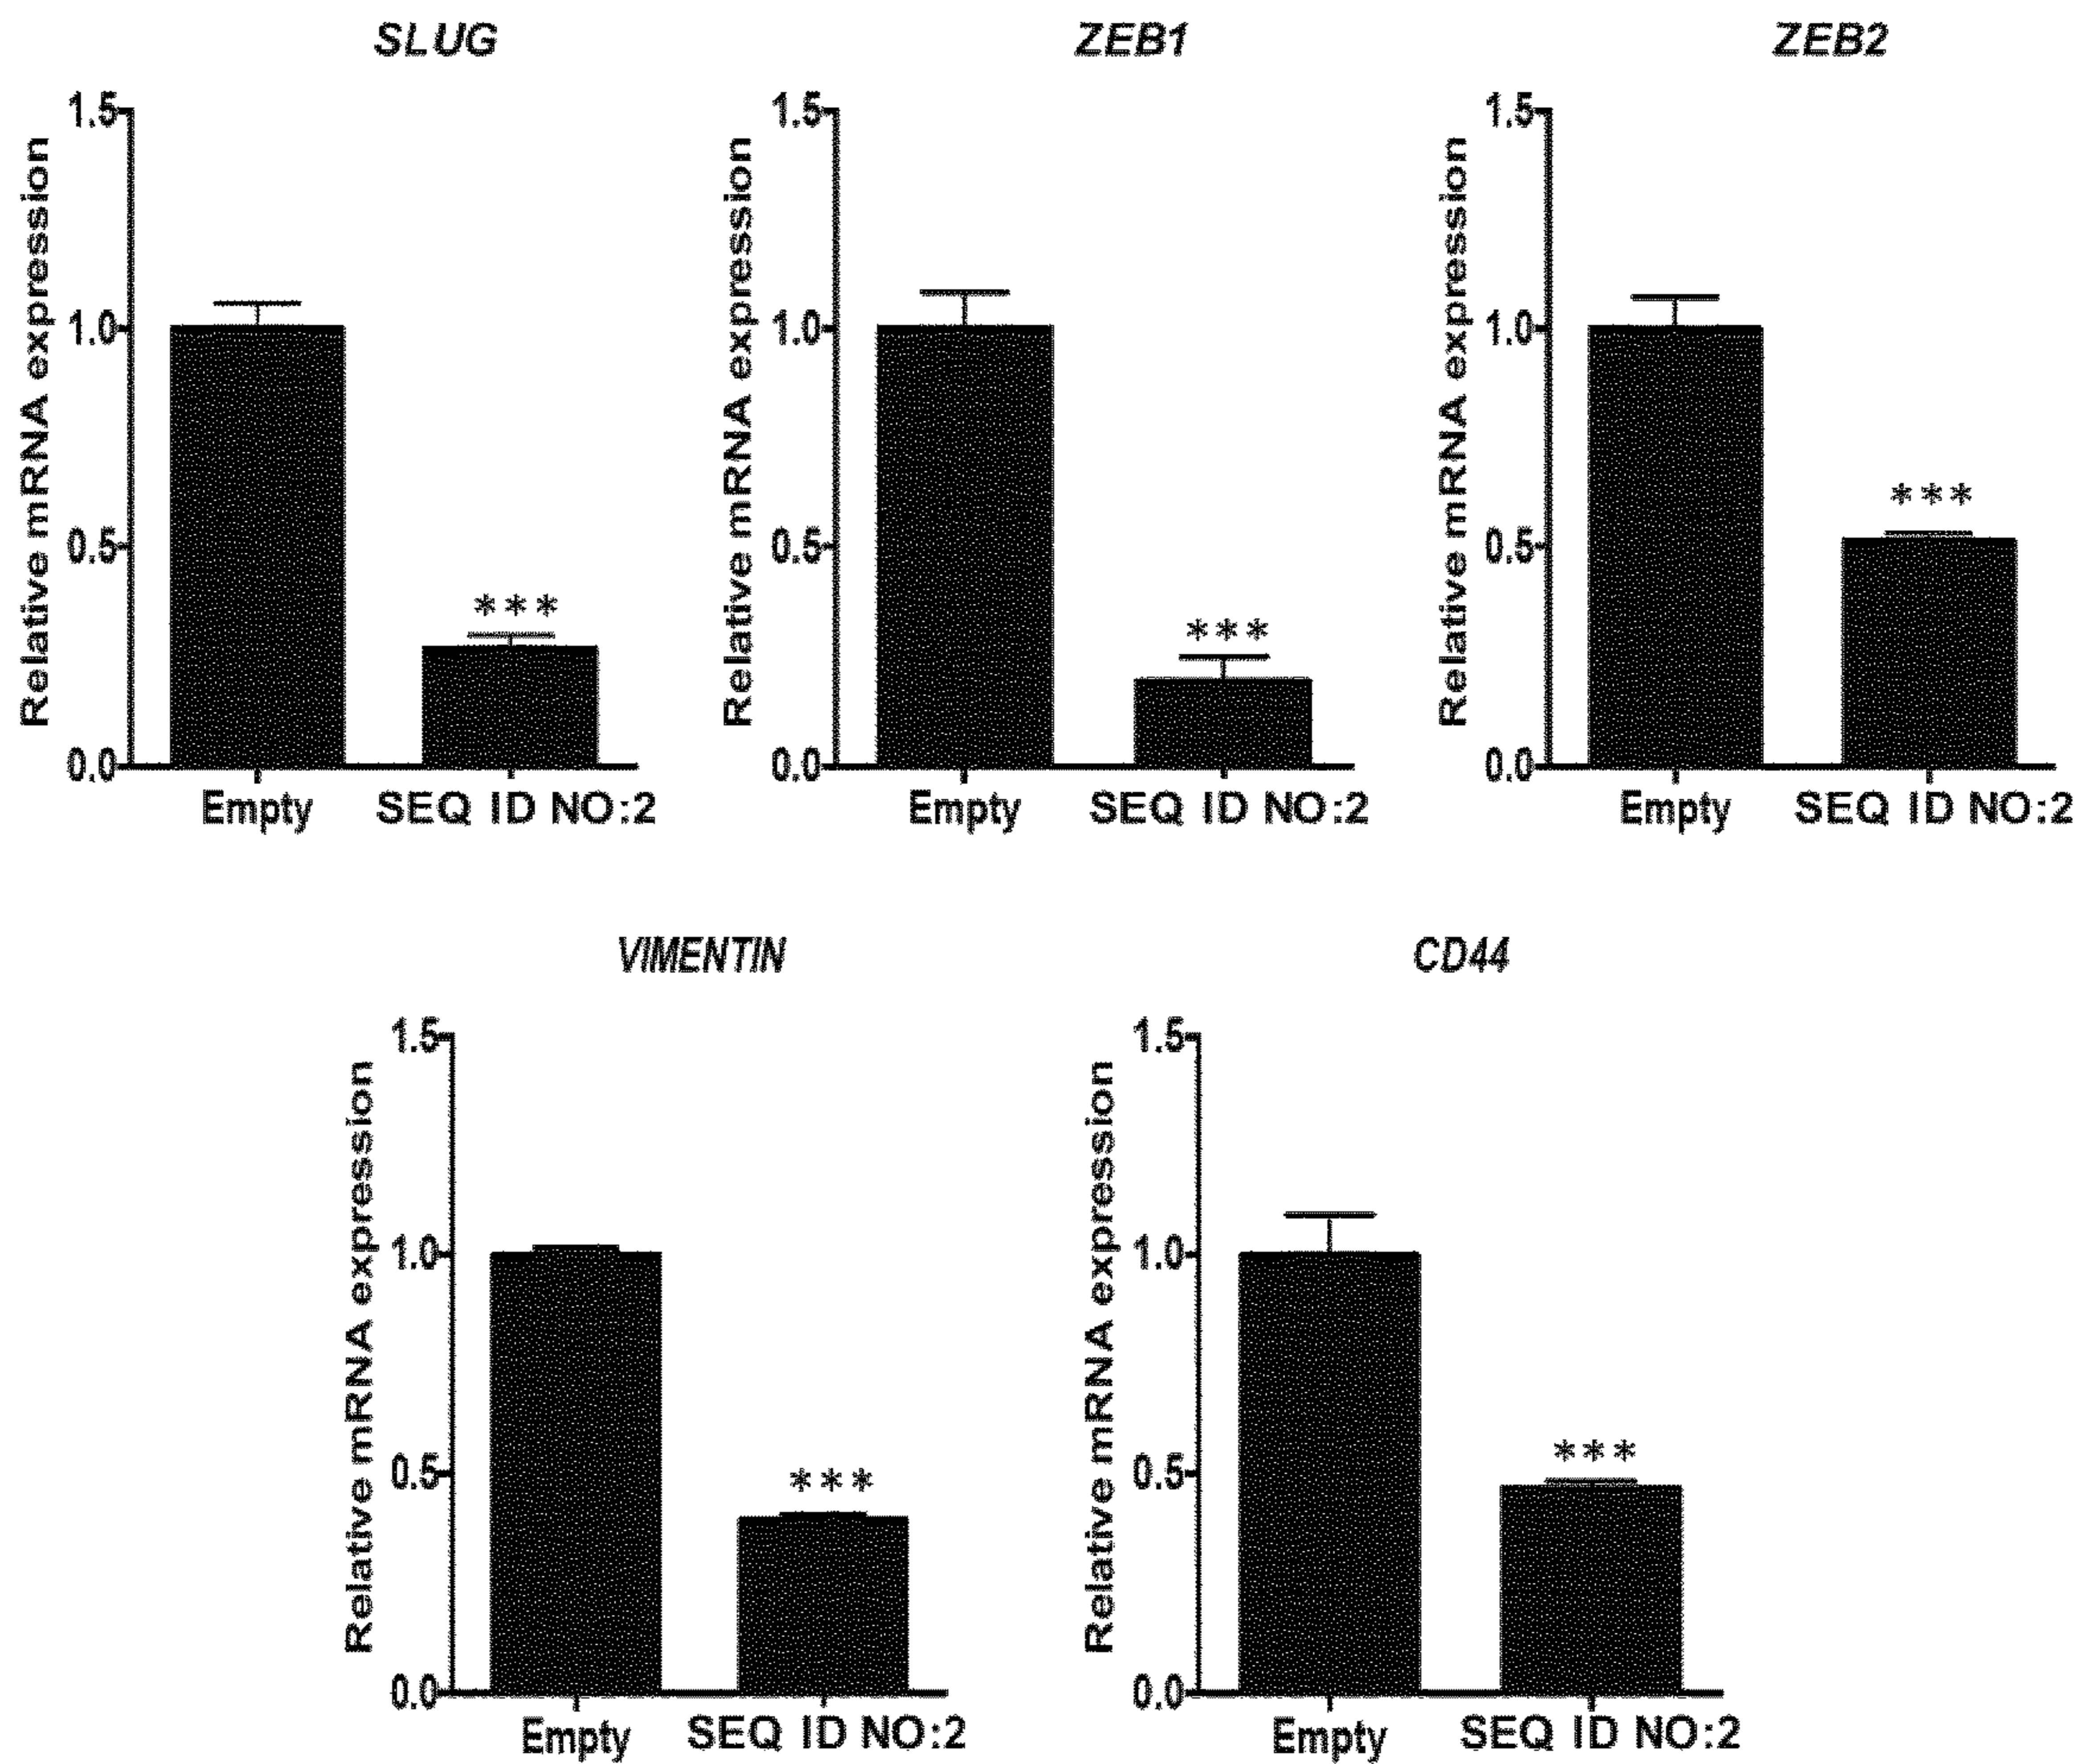 SLUG
ZEB1
ZEB2
Relative mRNA expression
1.5
1.0
0.5
0.0
***
Empty
SEQ ID NO:2
Relative mRNA expression
1.5
1.0
0.5
0.0
***
Empty
SEQ ID NO:2
Relative mRNA expression
1.5
1.0
0.5
0.0
***
Empty
SEQ ID NO:2
VIMENTIN
CD44
Relative mRNA expression
1.5
1.0
0.5
0.0
***
Empty
SEQ ID NO:2
Relative mRNA expression
1.5
1.0
0.5
0.0
***
Empty
SEQ ID NO:2